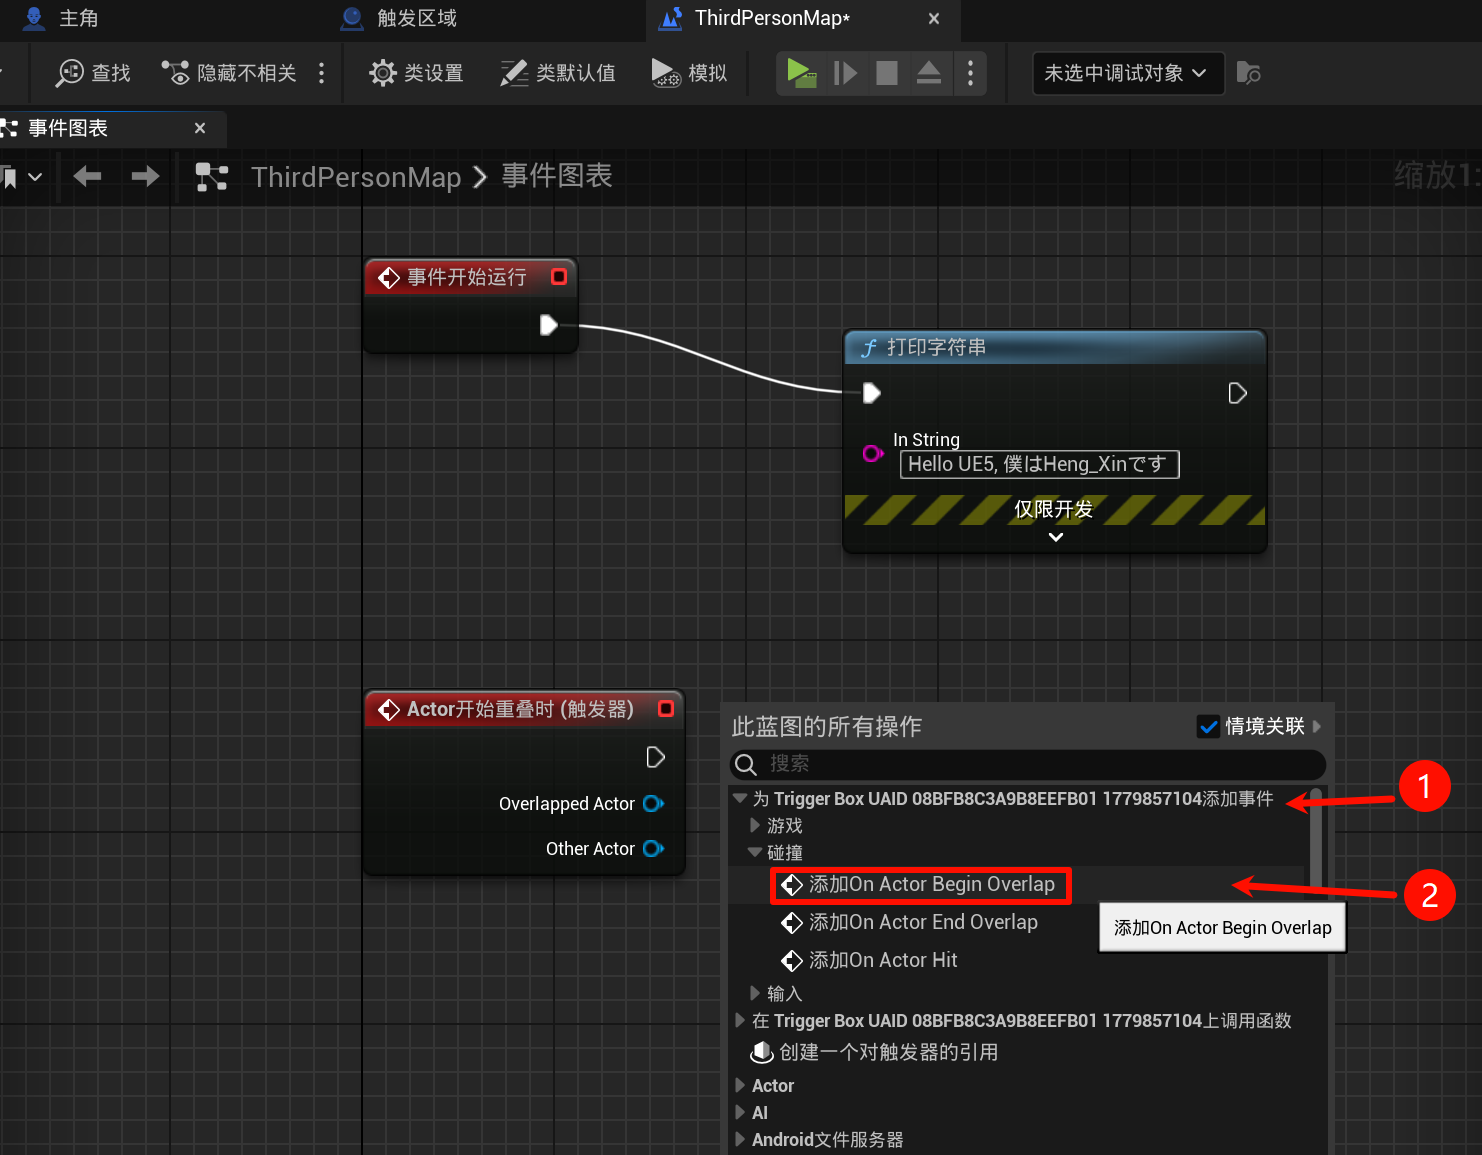 主角
触发区域
ThirdPersonMap*
查找
隐藏不相关
类设置
类默认值
模拟
未选中调试对象
事件图表
ThirdPersonMap > 事件图表
缩放1:
事件开始运行
打印字符串
In String
Hello UE5, 僕はHeng_Xinです
仅限开发
Actor开始重叠时 (触发器)
Overlapped Actor
Other Actor
此蓝图的所有操作
情境关联
搜索
为 Trigger Box UAID 08BFB8C3A9B8EEFB01 1779857104添加事件
1
游戏
碰撞
添加On Actor Begin Overlap
2
添加On Actor End Overlap
添加On Actor Begin Overlap
添加On Actor Hit
输入
在 Trigger Box UAID 08BFB8C3A9B8EEFB01 1779857104上调用函数
创建一个对触发器的引用
Actor
AI
Android文件服务器